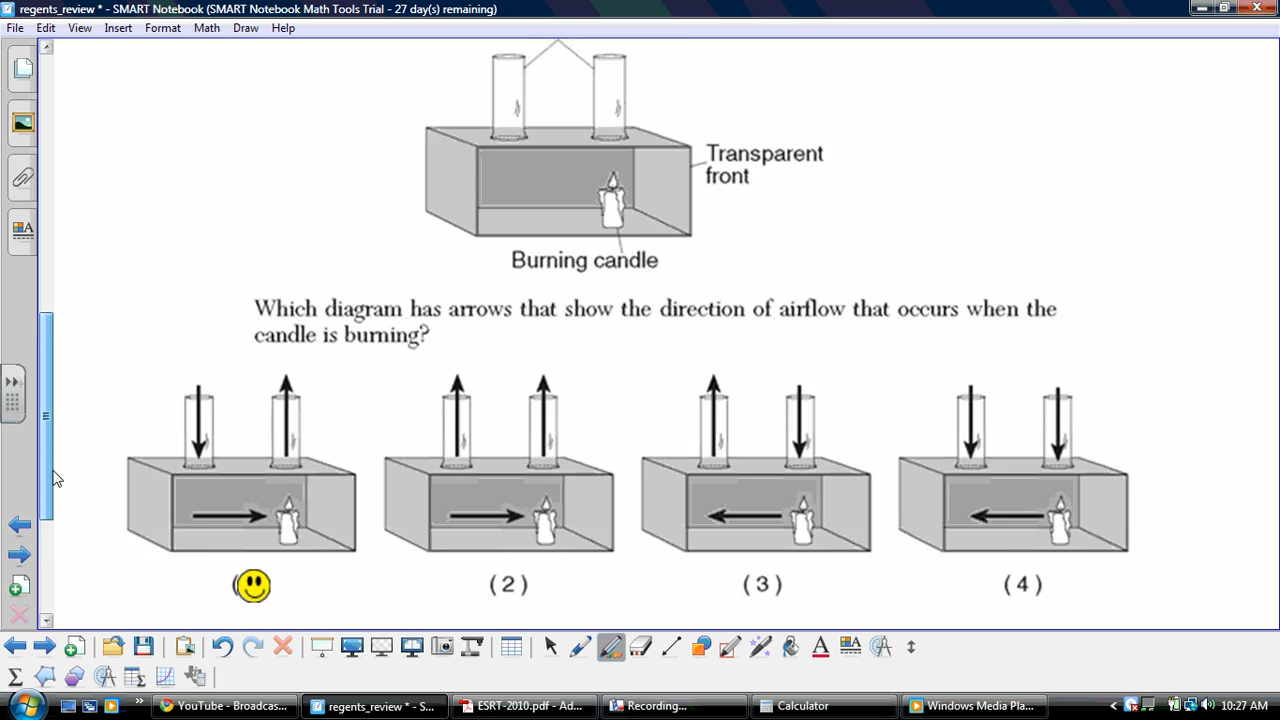 regents_review * - SMART Notebook (SMART Notebook Math Tools Trial - 27 day(s) remaining)
File Edit View Insert Format Math Draw Help
Transparent
front
Burning candle
Which diagram has arrows that show the direction of airflow that occurs when the
candle is burning?
( (2) (3) (4)
YouTube - Broadcas... regents_review * - S... ESRT-2010.pdf - Ad... Recording... Calculator Windows Media Pla... 10:27 AM